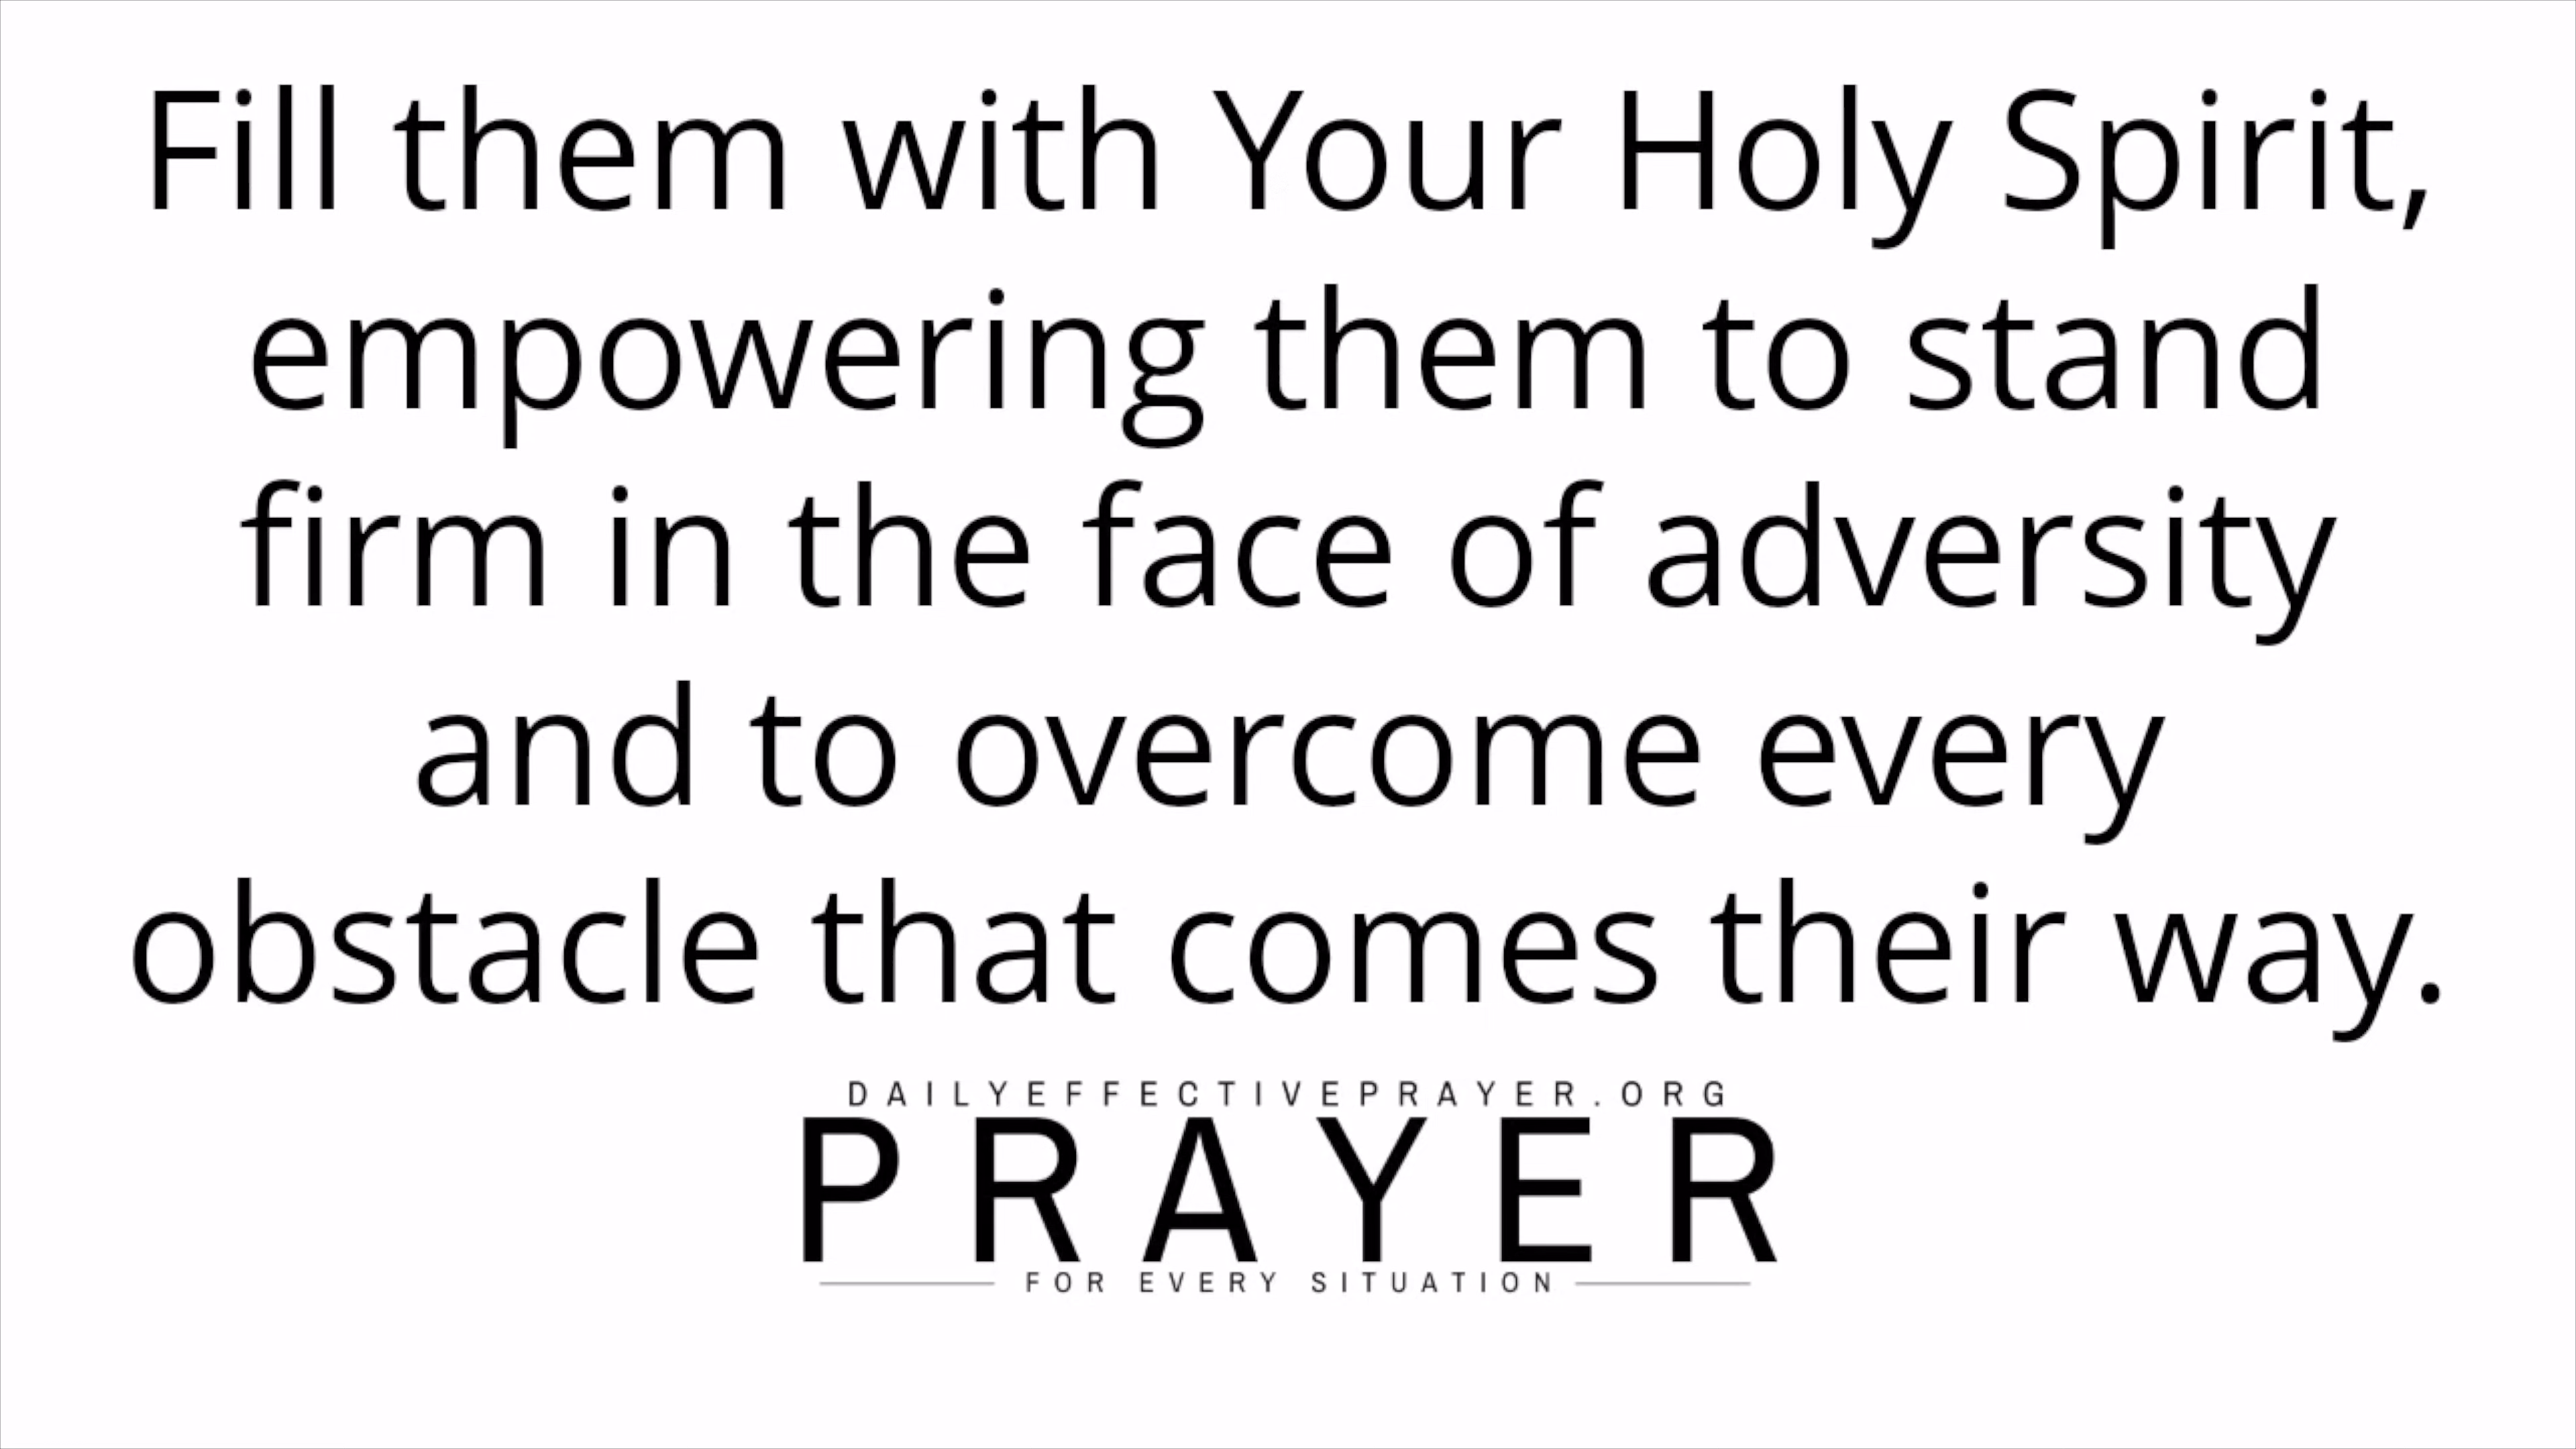 Fill them with Your Holy Spirit,
empowering them to stand
firm in the face of adversity
and to overcome every
obstacle that comes their way.
DAILYEFFECTIVEPRAYER.ORG
PRAYER
FOR EVERY SITUATION